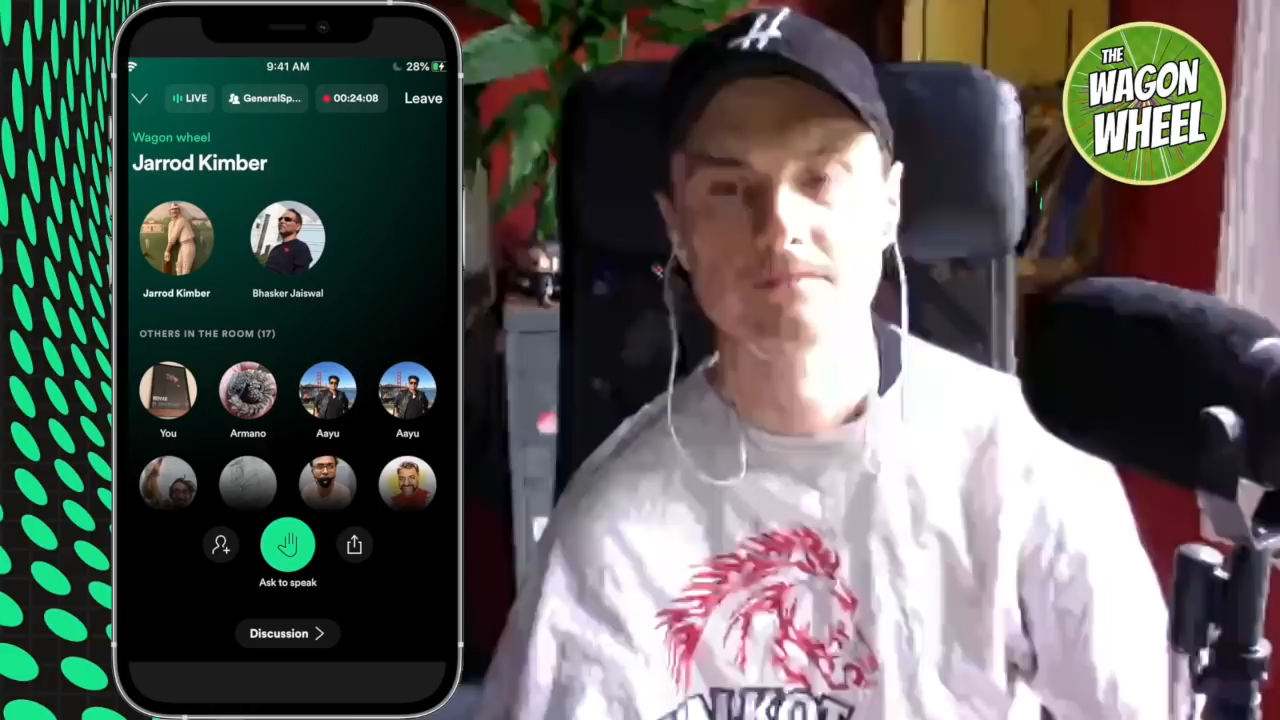 9:41 AM
28%
LIVE
GeneralSp...
00:24:08
Leave
Wagon wheel
Jarrod Kimber
Jarrod Kimber
Bhasker Jaiswal
OTHERS IN THE ROOM (17)
You
Armano
Aayu
Aayu
Ask to speak
Discussion
THE
WAGON
WHEEL